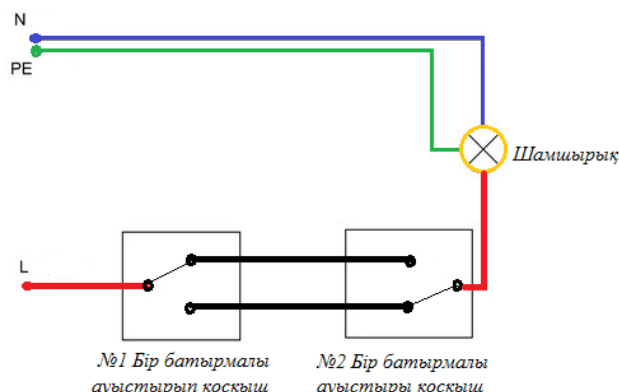 N
PE
Шамшырық
L
№1 Бір батырмалы
ауыстырып қосқыш
№2 Бір батырмалы
ауыстыры қосқыш